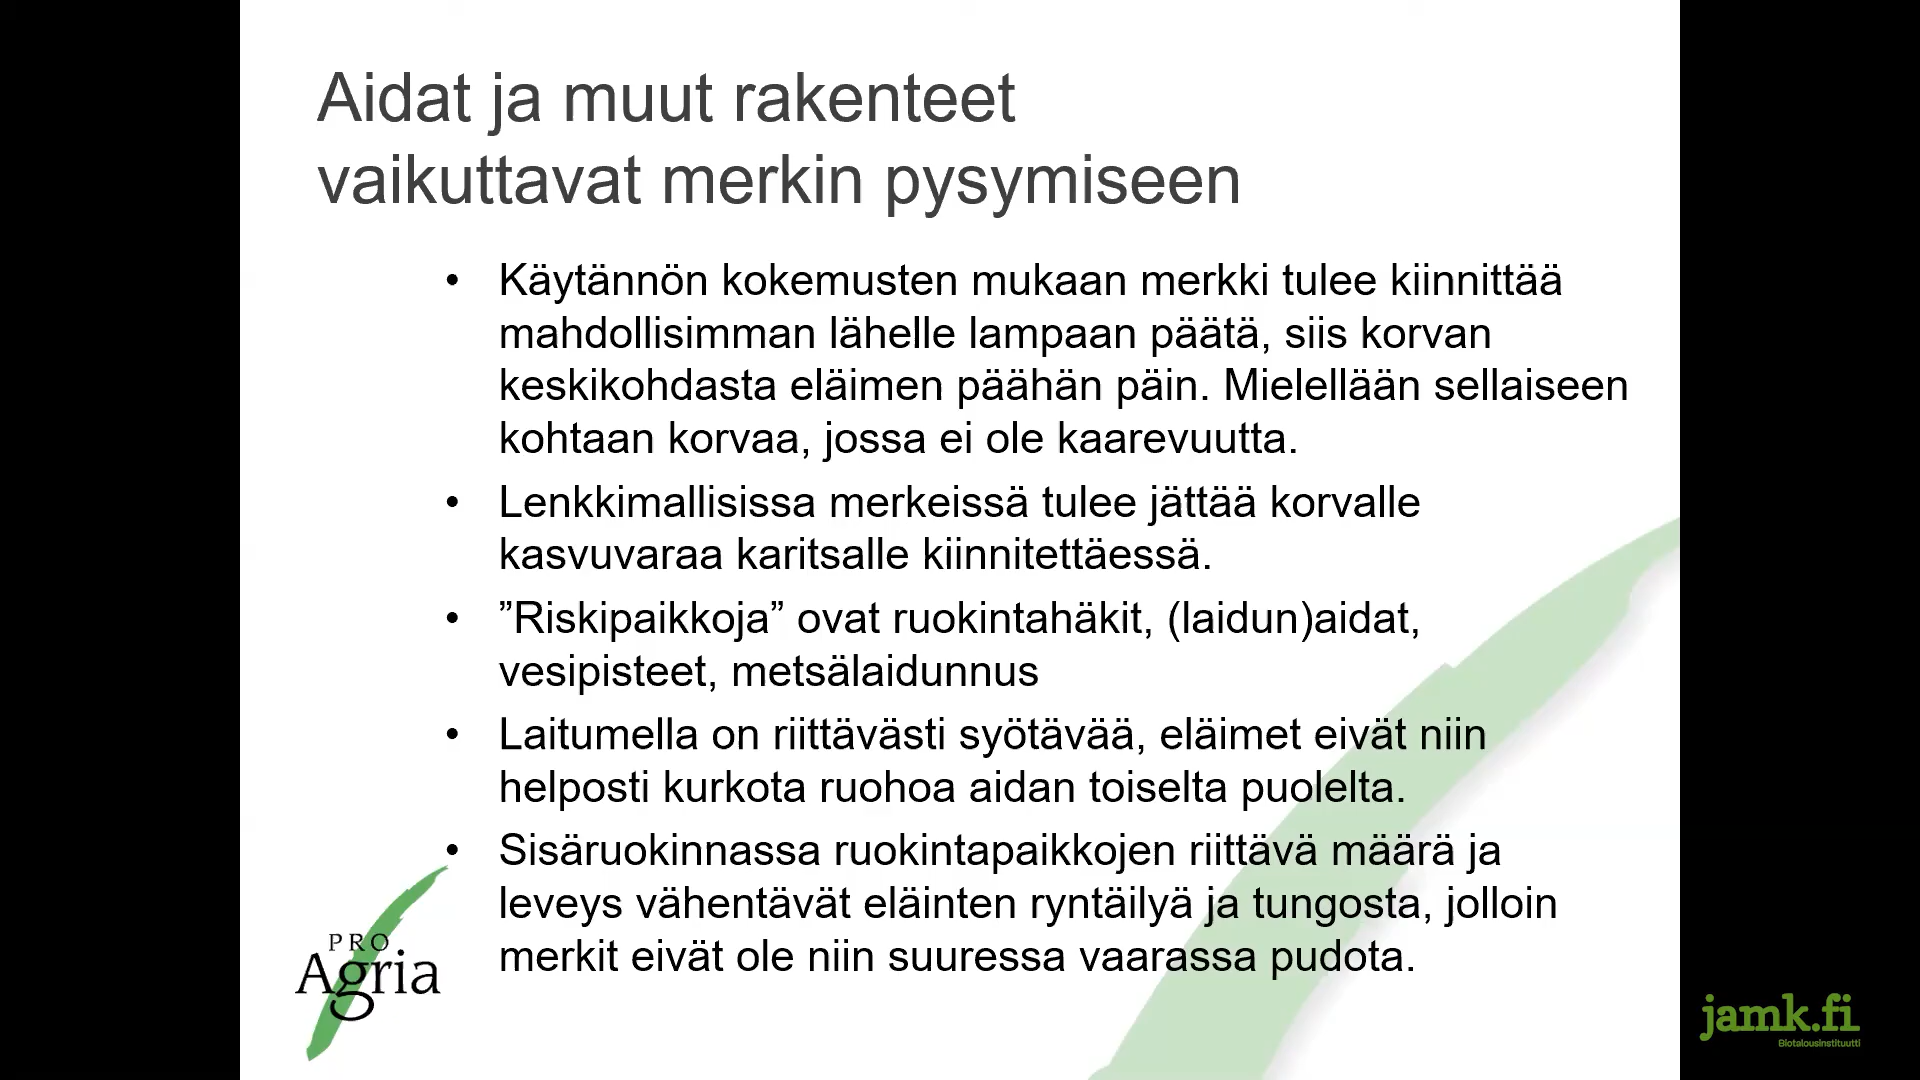 Aidat ja muut rakenteet
vaikuttavat merkin pysymiseen
• Käytännön kokemusten mukaan merkki tulee kiinnittää
mahdollisimman lähelle lampaan päätä, siis korvan
keskikohdasta eläimen päähän päin. Mielellään sellaiseen
kohtaan korvaa, jossa ei ole kaarevuutta.
• Lenkkimallisissa merkeissä tulee jättää korvalle
kasvuvaraa karitsalle kiinnitettäessä.
• ”Riskipaikkoja” ovat ruokintahäkit, (laidun)aidat,
vesipisteet, metsälaidunnus
• Laitumella on riittävästi syötävää, eläimet eivät niin
helposti kurkota ruohoa aidan toiselta puolelta.
• Sisäruokinnassa ruokintapaikkojen riittävä määrä ja
leveys vähentävät eläinten ryntäilyä ja tungosta, jolloin
merkit eivät ole niin suuressa vaarassa pudota.
PRO
Agria
jamk.fi
Biotalousinstituutti